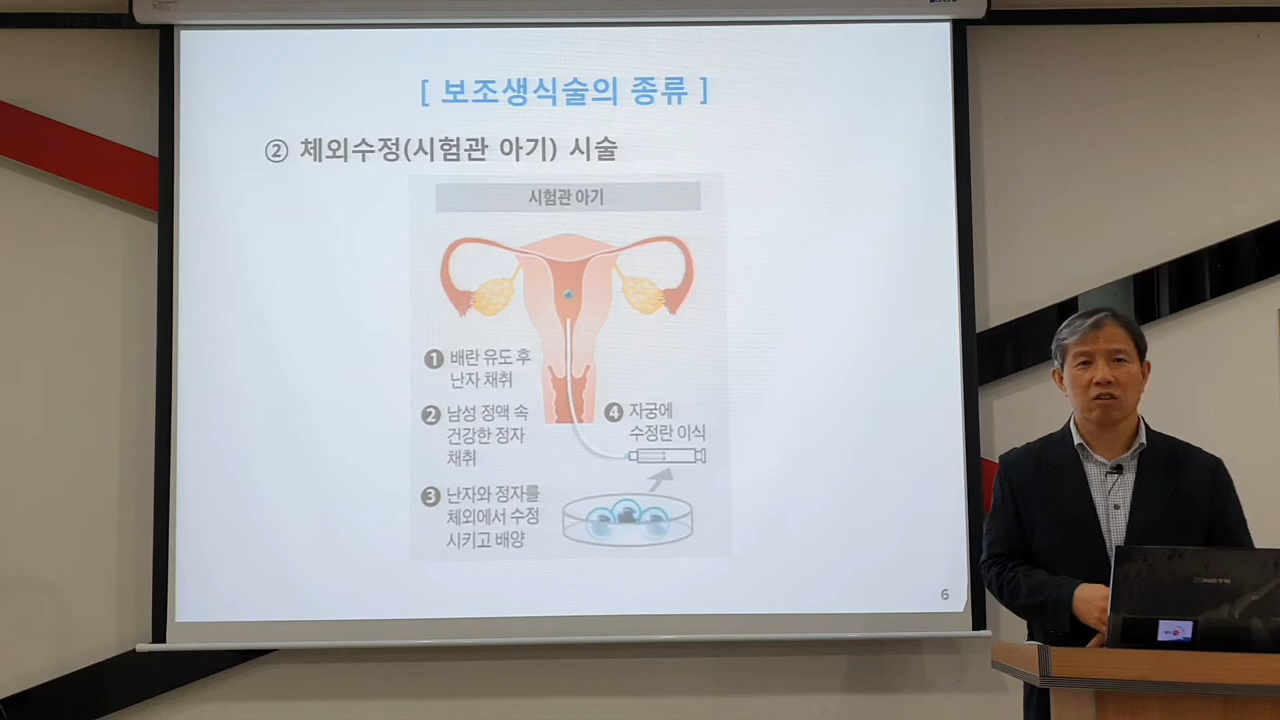 [ 보조생식술의 종류 ]
② 체외수정(시험관 아기) 시술
시험관 아기
1 배란 유도 후
난자 채취
2 남성 정액 속
건강한 정자
채취
3 난자와 정자를
체외에서 수정
시키고 배양
4 자궁에
수정란 이식
6
XNOTE